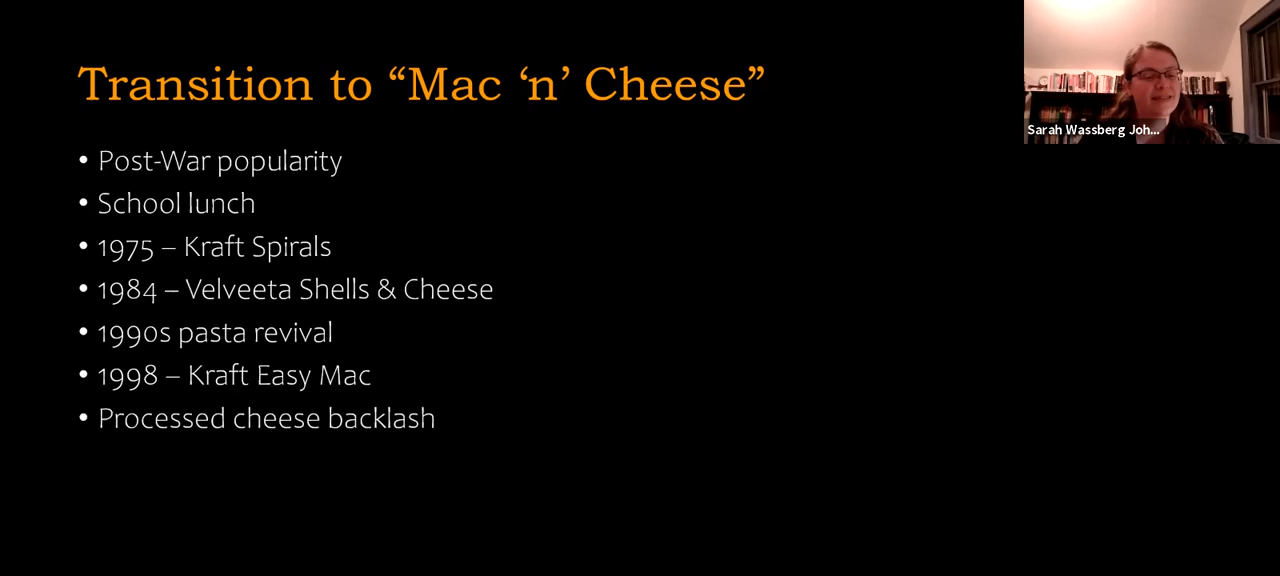 Transition to “Mac ‘n’ Cheese”
• Post-War popularity
• School lunch
• 1975 – Kraft Spirals
• 1984 – Velveeta Shells & Cheese
• 1990s pasta revival
• 1998 – Kraft Easy Mac
• Processed cheese backlash
Sarah Wassberg Joh...